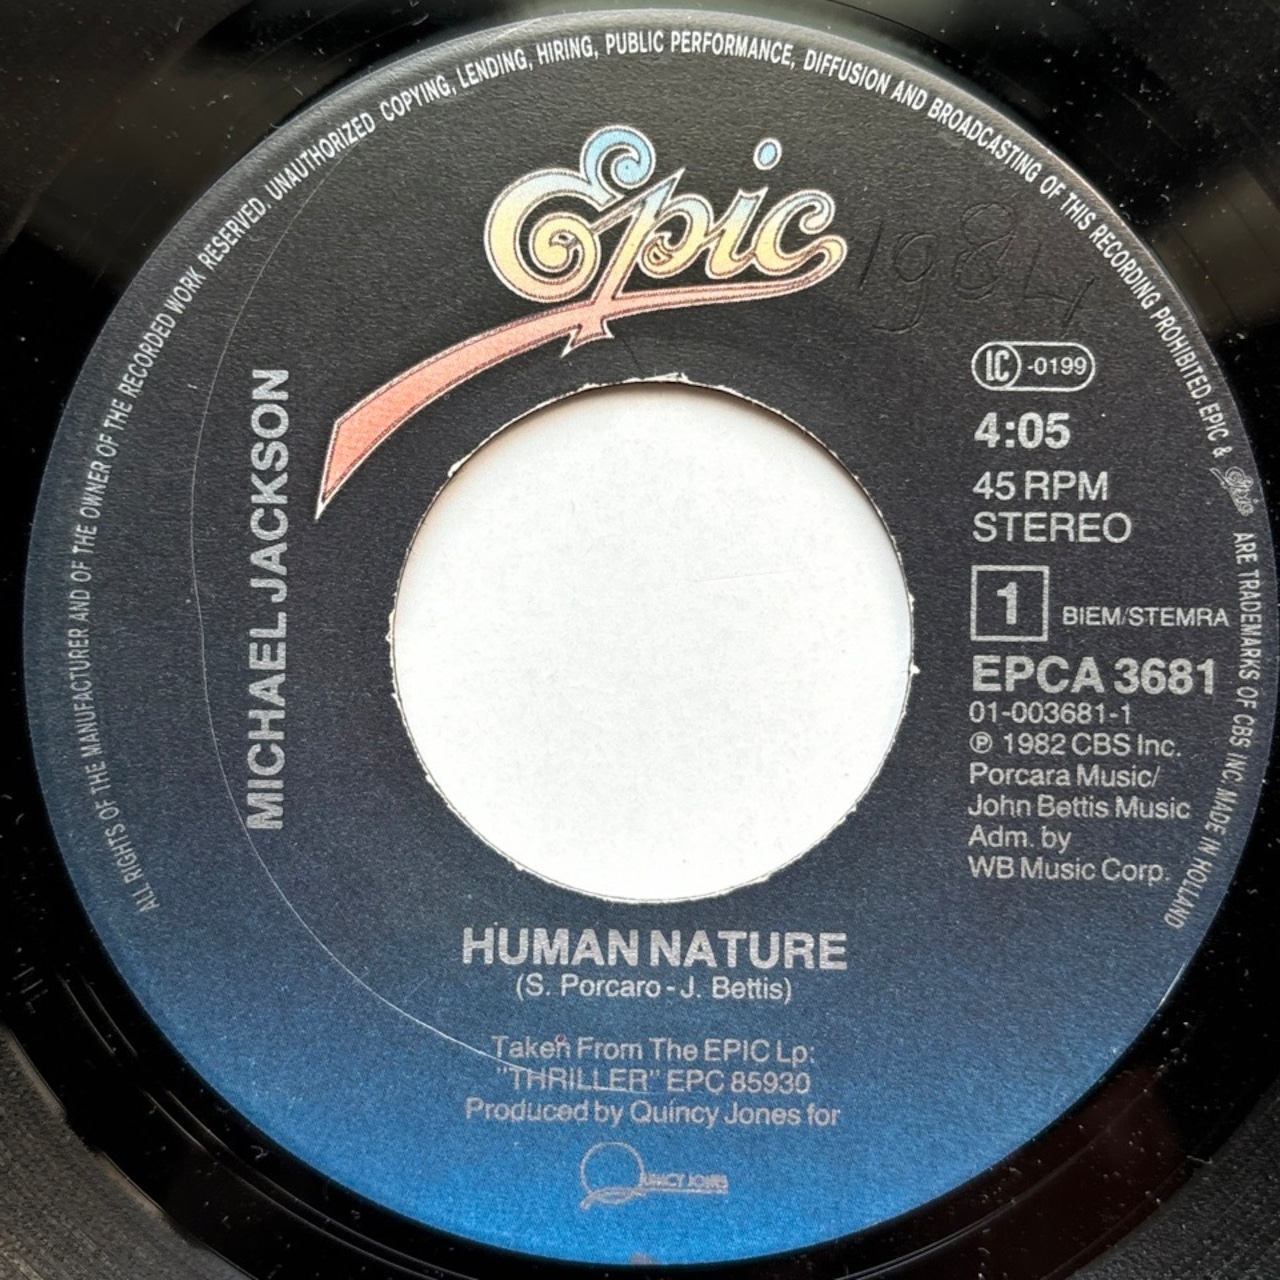 ALL RIGHTS OF THE MANUFACTURER AND OF THE OWNER OF THE RECORDED WORK RESERVED. UNAUTHORIZED COPYING, LENDING, HIRING, PUBLIC PERFORMANCE, DIFFUSION AND BROADCASTING OF THIS RECORDING PROHIBITED. EPIC & Epic ARE TRADEMARKS OF CBS INC. MADE IN HOLLAND
Epic
1984
MICHAEL JACKSON
LC -0199
4:05
45 RPM
STEREO
1 BIEM/STEMRA
EPCA 3681
01-003681-1
℗ 1982 CBS Inc.
Porcara Music/
John Bettis Music
Adm. by
WB Music Corp.
HUMAN NATURE
(S. Porcaro - J. Bettis)
Taken From The EPIC Lp:
"THRILLER" EPC 85930
Produced by Quincy Jones for
QUINCY JONES